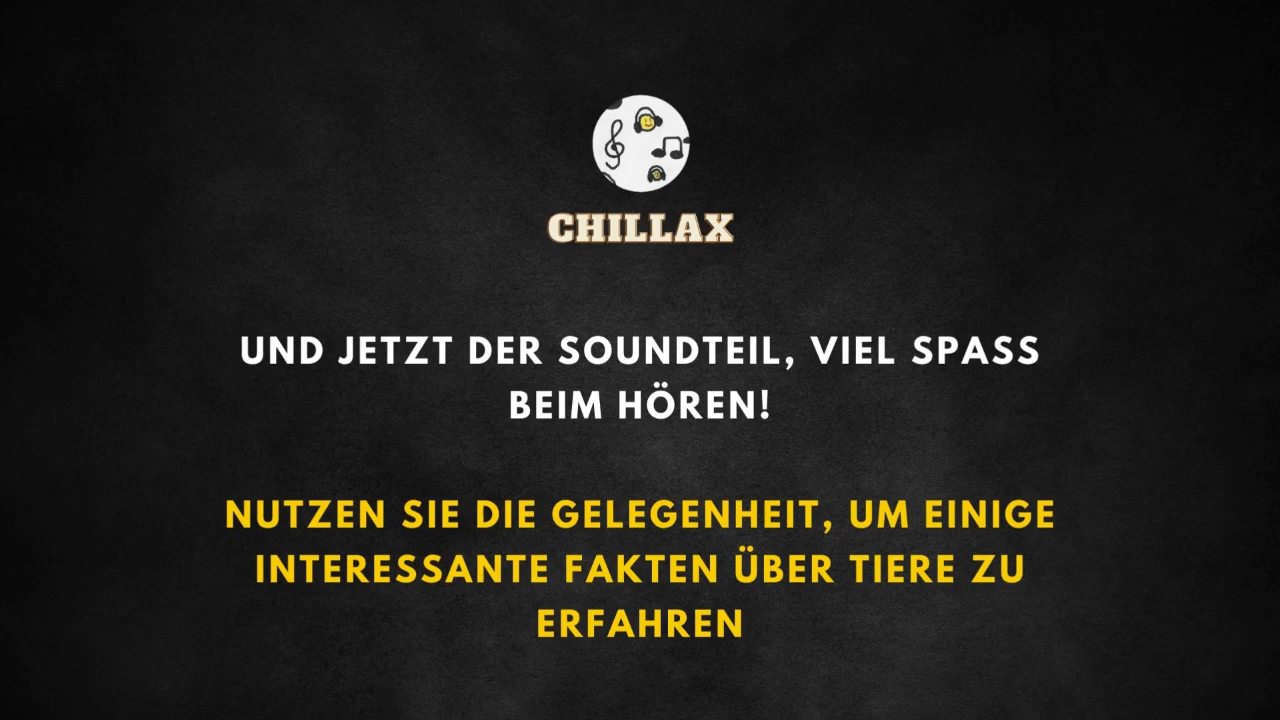 CHILLAX
UND JETZT DER SOUNDTEIL, VIEL SPASS
BEIM HÖREN!
NUTZEN SIE DIE GELEGENHEIT, UM EINIGE
INTERESSANTE FAKTEN ÜBER TIERE ZU
ERFAHREN